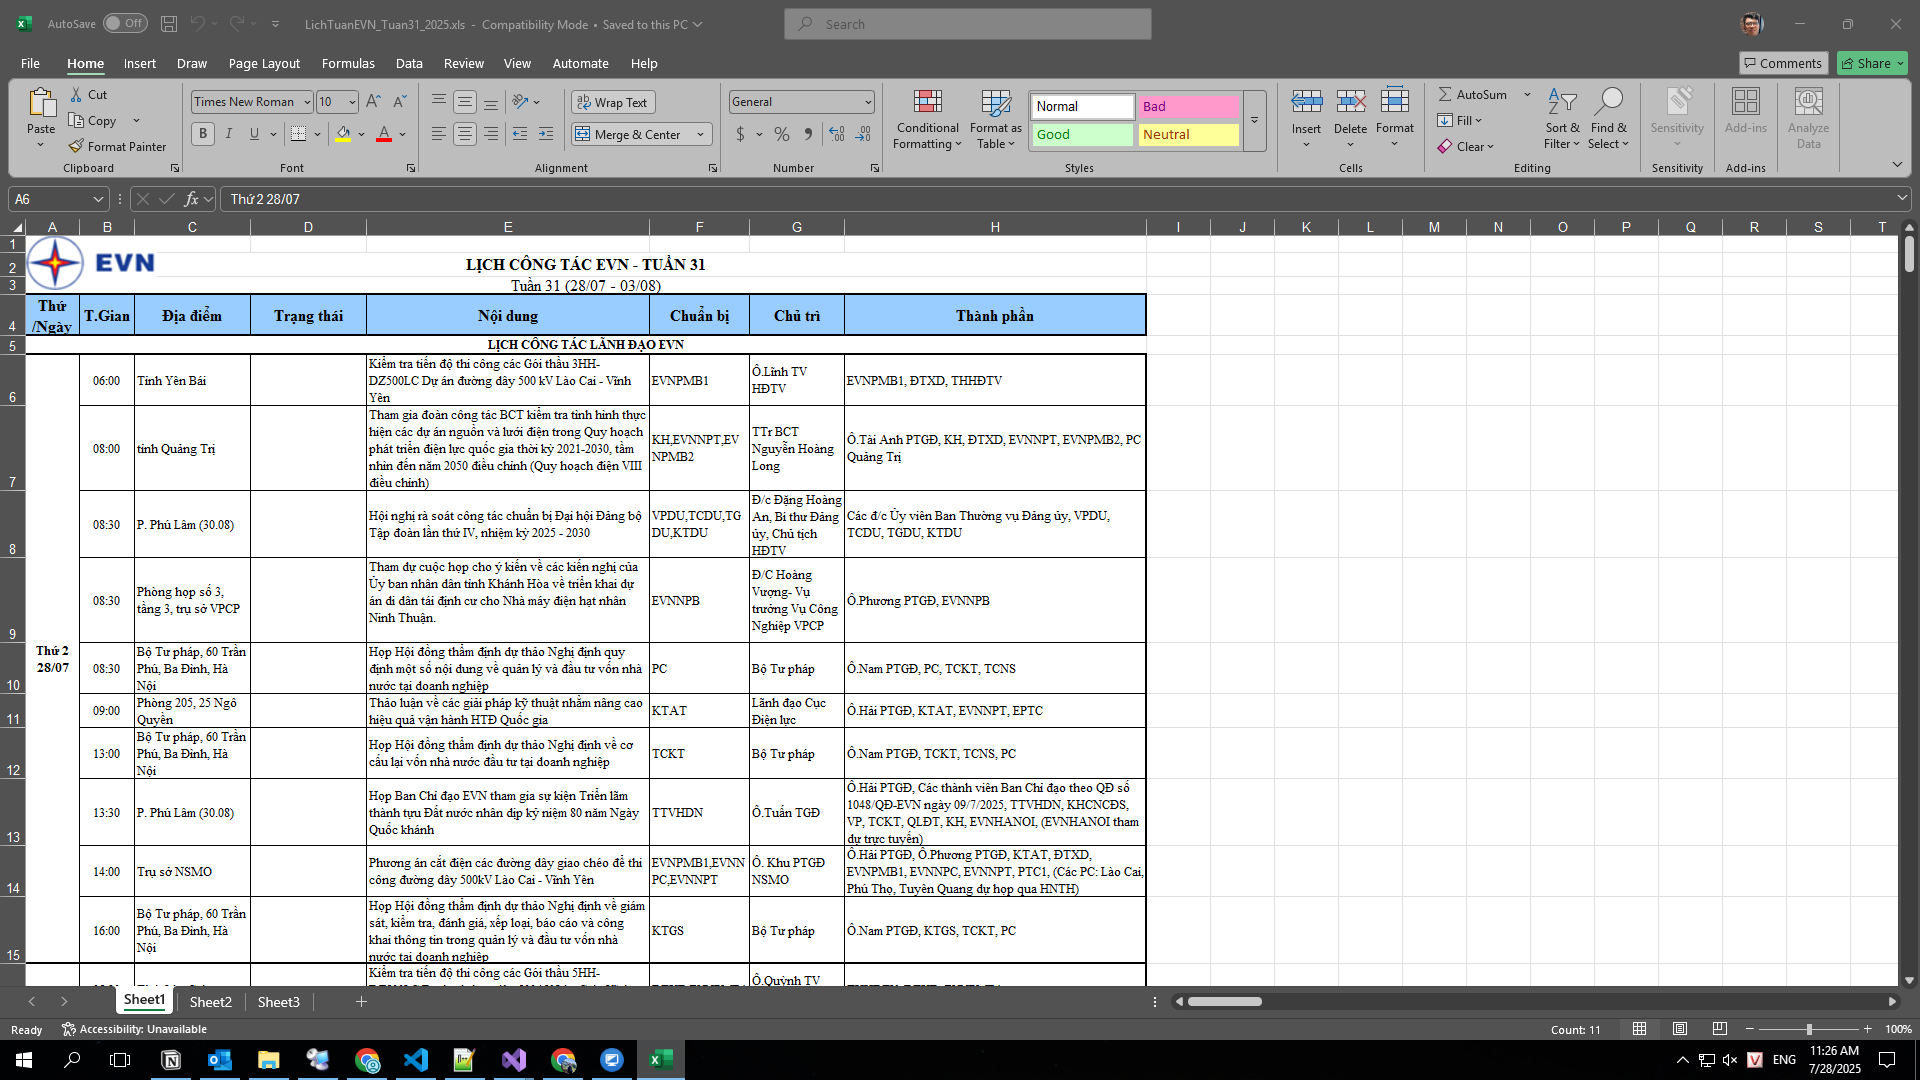 AutoSave Off LichTuanEVN_Tuan31_2025.xls - Compatibility Mode • Saved to this PC Search
File Home Insert Draw Page Layout Formulas Data Review View Automate Help Comments Share
Paste Cut Copy Format Painter Clipboard
Times New Roman 10 B I U Font
Wrap Text Merge & Center Alignment
General $ % Number
Conditional Formatting Format as Table Normal Bad Good Neutral Styles
Insert Delete Format Cells
AutoSum Fill Clear Sort & Filter Find & Select Editing
Sensitivity Sensitivity
Add-ins Add-ins
Analyze Data
A6 fx Thứ 2 28/07
A B C D E F G H I J K L M N O P Q R S T
1
EVN
2 LỊCH CÔNG TÁC EVN - TUẦN 31
3 Tuần 31 (28/07 - 03/08)
4 Thứ /Ngày T.Gian Địa điểm Trạng thái Nội dung Chuẩn bị Chủ trì Thành phần
5 LỊCH CÔNG TÁC LÃNH ĐẠO EVN
Thứ 2
28/07
6 06:00 Tỉnh Yên Bái Kiểm tra tiến độ thi công các Gói thầu 3HH-DZ500LC Dự án đường dây 500 kV Lào Cai - Vĩnh Yên EVNPMB1 Ô.Lĩnh TV HĐTV EVNPMB1, ĐTXD, THHĐTV
7 08:00 tỉnh Quảng Trị Tham gia đoàn công tác BCT kiểm tra tình hình thực hiện các dự án nguồn và lưới điện trong Quy hoạch phát triển điện lực quốc gia thời kỳ 2021-2030, tầm nhìn đến năm 2050 điều chỉnh (Quy hoạch điện VIII điều chỉnh) KH,EVNNPT,EVNPMB2 TTr BCT Nguyễn Hoàng Long Ô.Tài Anh PTGĐ, KH, ĐTXD, EVNNPT, EVNPMB2, PC Quảng Trị
8 08:30 P. Phú Lâm (30.08) Hội nghị rà soát công tác chuẩn bị Đại hội Đảng bộ Tập đoàn lần thứ IV, nhiệm kỳ 2025 - 2030 VPDU,TCDU,TGDU,KTDU Đ/c Đặng Hoàng An, Bí thư Đảng ủy, Chủ tịch HĐTV Các đ/c Ủy viên Ban Thường vụ Đảng ủy, VPDU, TCDU, TGDU, KTDU
9 08:30 Phòng họp số 3, tầng 3, trụ sở VPCP Tham dự cuộc họp cho ý kiến về các kiến nghị của Ủy ban nhân dân tỉnh Khánh Hòa về triển khai dự án di dân tái định cư cho Nhà máy điện hạt nhân Ninh Thuận. EVNNPB Đ/C Hoàng Vượng- Vụ trưởng Vụ Công Nghiệp VPCP Ô.Phương PTGĐ, EVNNPB
10 08:30 Bộ Tư pháp, 60 Trần Phú, Ba Đình, Hà Nội Họp Hội đồng thẩm định dự thảo Nghị định quy định một số nội dung về quản lý và đầu tư vốn nhà nước tại doanh nghiệp PC Bộ Tư pháp Ô.Nam PTGĐ, PC, TCKT, TCNS
11 09:00 Phòng 205, 25 Ngô Quyền Thảo luận về các giải pháp kỹ thuật nhằm nâng cao hiệu quả vận hành HTĐ Quốc gia KTAT Lãnh đạo Cục Điện lực Ô.Hải PTGĐ, KTAT, EVNNPT, EPTC
12 13:00 Bộ Tư pháp, 60 Trần Phú, Ba Đình, Hà Nội Họp Hội đồng thẩm định dự thảo Nghị định về cơ cấu lại vốn nhà nước đầu tư tại doanh nghiệp TCKT Bộ Tư pháp Ô.Nam PTGĐ, TCKT, TCNS, PC
13 13:30 P. Phú Lâm (30.08) Họp Ban Chỉ đạo EVN tham gia sự kiện Triển lãm thành tựu Đất nước nhân dịp kỷ niệm 80 năm Ngày Quốc khánh TTVHDN Ô.Tuấn TGĐ Ô.Hải PTGĐ, Các thành viên Ban Chỉ đạo theo QĐ số 1048/QĐ-EVN ngày 09/7/2025, TTVHDN, KHCNCĐS, VP, TCKT, QLĐT, KH, EVNHANOI, (EVNHANOI tham dự trực tuyến)
14 14:00 Trụ sở NSMO Phương án cắt điện các đường dây giao chéo để thi công đường dây 500kV Lào Cai - Vĩnh Yên EVNPMB1,EVNNPC,EVNNPT Ô. Khu PTGĐ NSMO Ô.Hải PTGĐ, Ô.Phương PTGĐ, KTAT, ĐTXD, EVNPMB1, EVNNPC, EVNNPT, PTC1, (Các PC: Lào Cai, Phú Thọ, Tuyên Quang dự họp qua HNTH)
15 16:00 Bộ Tư pháp, 60 Trần Phú, Ba Đình, Hà Nội Họp Hội đồng thẩm định dự thảo Nghị định về giám sát, kiểm tra, đánh giá, xếp loại, báo cáo và công khai thông tin trong quản lý và đầu tư vốn nhà nước tại doanh nghiệp KTGS Bộ Tư pháp Ô.Nam PTGĐ, KTGS, TCKT, PC
Kiểm tra tiến độ thi công các Gói thầu 5HH- Ô.Quỳnh TV
Sheet1 Sheet2 Sheet3
Ready Accessibility: Unavailable Count: 11 100%
ENG 11:26 AM
7/28/2025